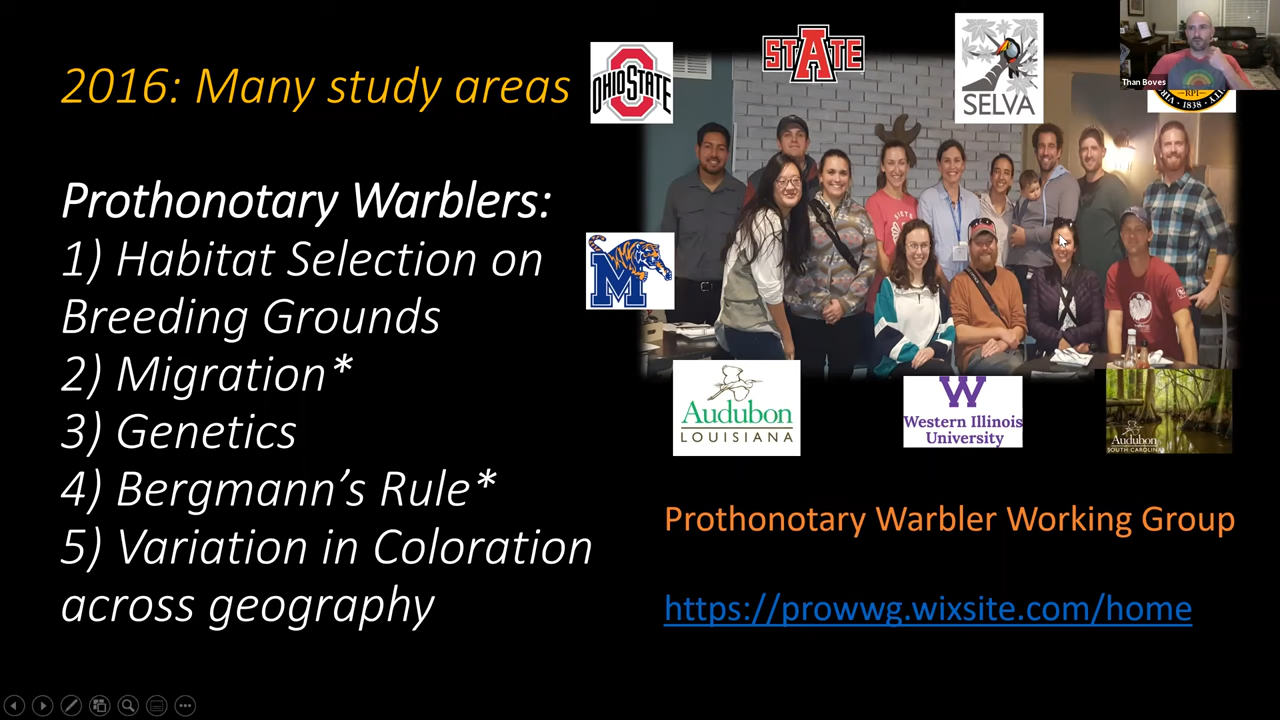 2016: Many study areas
Prothonotary Warblers:
1) Habitat Selection on
Breeding Grounds
2) Migration*
3) Genetics
4) Bergmann's Rule*
5) Variation in Coloration
across geography
OHIO STATE
STATE
SELVA
Than Boves
RPI
1838
M
Audubon
LOUISIANA
W
Western Illinois
University
Audubon
SOUTH CAROLINA
Prothonotary Warbler Working Group
https://prowwg.wixsite.com/home